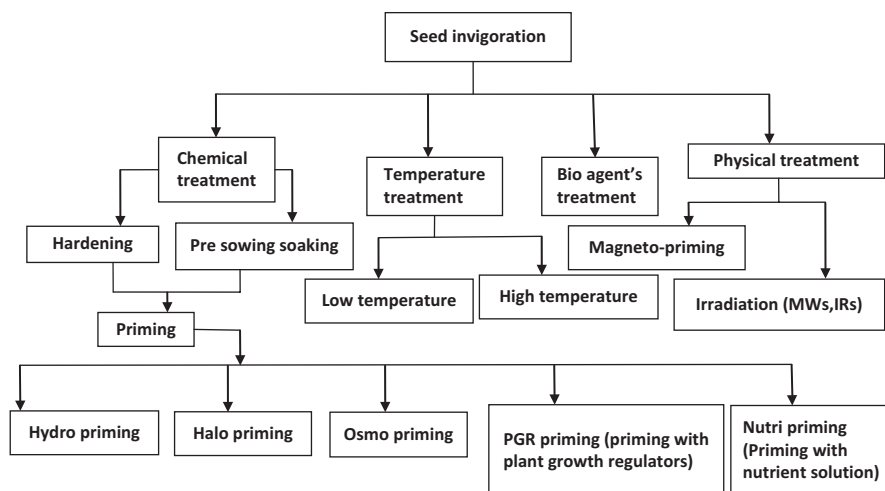 Seed invigoration
Chemical
treatment
Temperature
treatment
Bio agent's
treatment
Physical treatment
Hardening
Pre sowing soaking
Magneto-priming
Low temperature
High temperature
Irradiation (MWs,IRs)
Priming
Hydro priming
Halo priming
Osmo priming
PGR priming (priming with
plant growth regulators)
Nutri priming
(Priming with
nutrient solution)